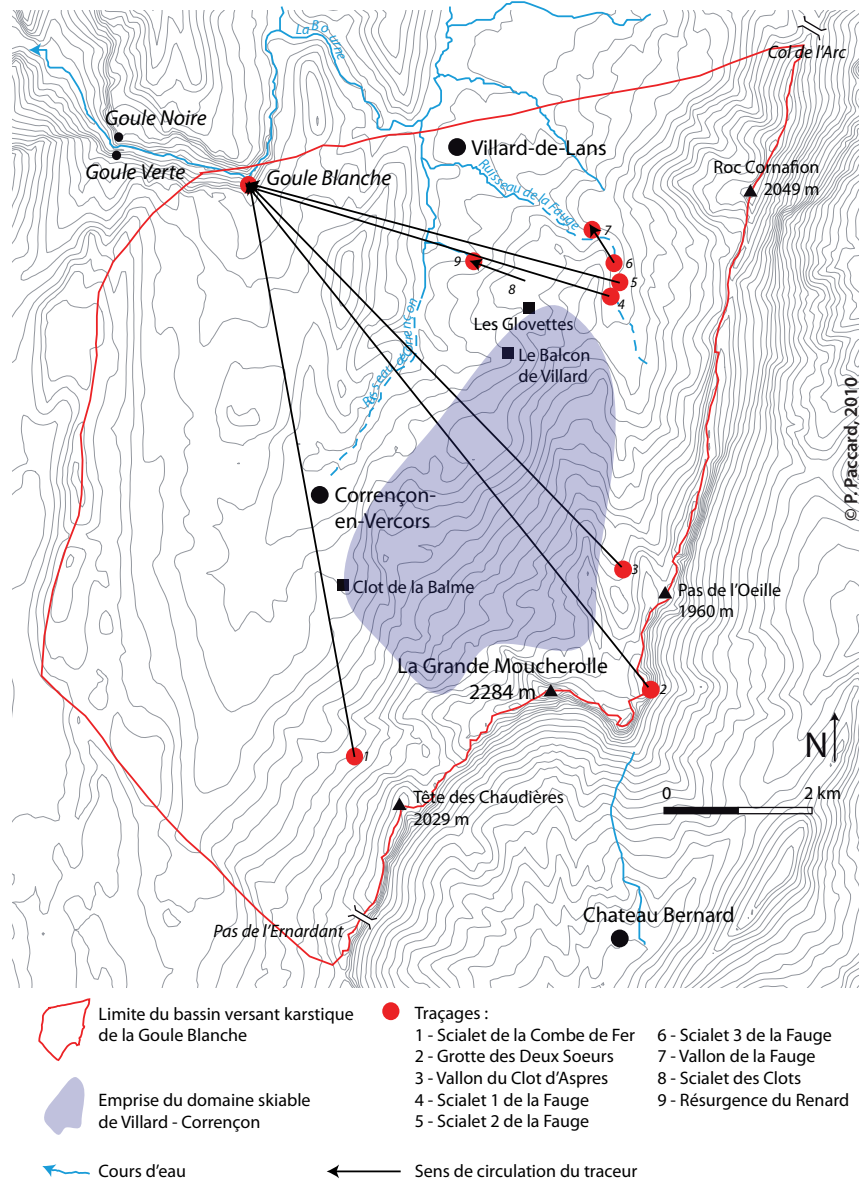 Col de l'Arc
La Bourne
Goule Noire
Goule Verte
Villard-de-Lans
Roc Cornafion
2049 m
Goule Blanche
Ruisseau de la Fauge
7
6
9
5
8
4
Les Glovettes
Le Balcon
de Villard
© P. Paccard, 2010
Corrençon-
en-Vercors
3
Clot de la Balme
Pas de l'Oeille
1960 m
La Grande Moucherolle
2284 m
2
1
N
Tête des Chaudières
2029 m
0 2 km
Pas de l'Ernardant
Chateau Bernard
Limite du bassin versant karstique
de la Goule Blanche
Emprise du domaine skiable
de Villard - Corrençon
Cours d'eau
Traçages :
1 - Scialet de la Combe de Fer
2 - Grotte des Deux Soeurs
3 - Vallon du Clot d'Aspres
4 - Scialet 1 de la Fauge
5 - Scialet 2 de la Fauge
6 - Scialet 3 de la Fauge
7 - Vallon de la Fauge
8 - Scialet des Clots
9 - Résurgence du Renard
Sens de circulation du traceur